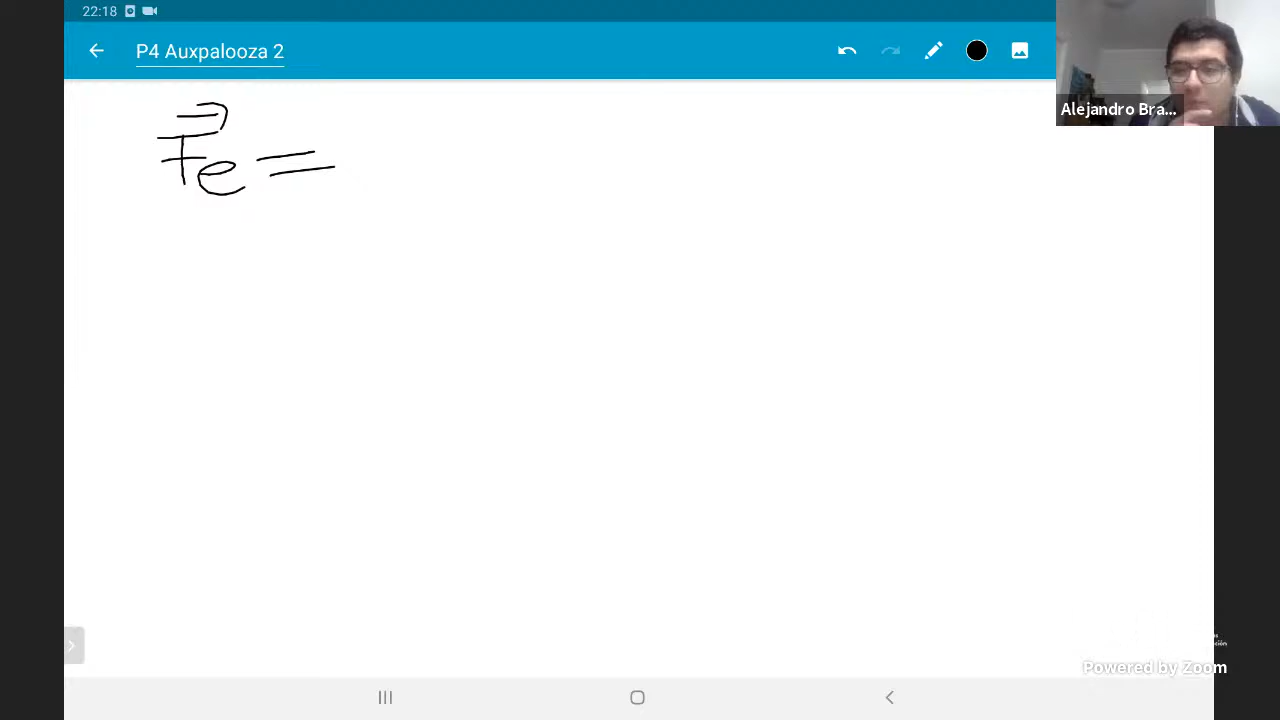 22:18
P4 Auxpalooza 2
Alejandro Bra...
F⃗e =
Powered by Zoom